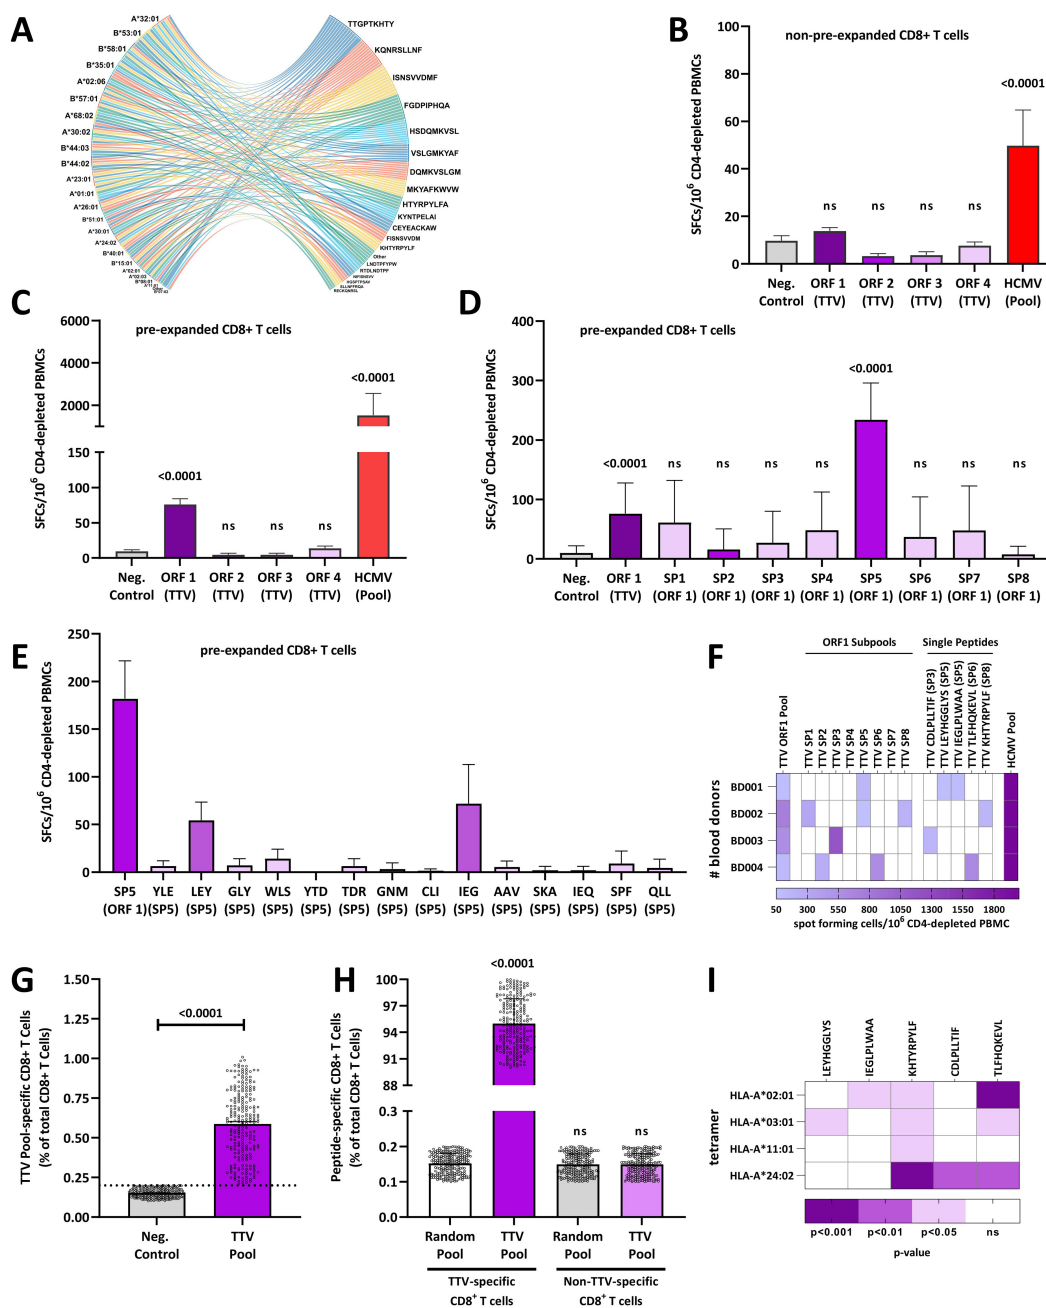 A
A*32:01
B*53:01
B*58:01
B*35:01
A*02:06
B*57:01
A*68:02
A*30:02
B*44:03
B*44:02
A*23:01
A*01:01
A*26:01
B*51:01
A*30:01
A*24:02
B*40:01
B*15:01
A*02:01
A*02:03
B*08:01
A*11:01
Other
B*07:02
TTGPTKHTY
KQNRSLLNF
ISNSVVDMF
FGDPIPHQA
HSDQMKVSL
VSLGMKYAF
DQMKVSLGM
MKYAFKWVW
HTYRPYLFA
KYNTPELAI
CEYEACKAW
FISNSVVDM
KHTYRPYLF
Other
LNDTPFYPW
RTDLNDTPF
NFISNSVV
HGSPTPSAV
SLLNFPRQA
RECKQNRSL
B
non-pre-expanded CD8+ T cells
SFCs/10⁶ CD4-depleted PBMCs
100
80
60
40
20
0
ns
ns
ns
ns
<0.0001
Neg. Control
ORF 1 (TTV)
ORF 2 (TTV)
ORF 3 (TTV)
ORF 4 (TTV)
HCMV (Pool)
C
pre-expanded CD8+ T cells
SFCs/10⁶ CD4-depleted PBMCs
6000
4000
2000
150
100
50
0
<0.0001
ns
ns
ns
<0.0001
Neg. Control
ORF 1 (TTV)
ORF 2 (TTV)
ORF 3 (TTV)
ORF 4 (TTV)
HCMV (Pool)
D
pre-expanded CD8+ T cells
SFCs/10⁶ CD4-depleted PBMCs
400
300
200
100
0
<0.0001
ns
ns
ns
ns
<0.0001
ns
ns
ns
Neg. Control
ORF 1 (TTV)
SP1 (ORF 1)
SP2 (ORF 1)
SP3 (ORF 1)
SP4 (ORF 1)
SP5 (ORF 1)
SP6 (ORF 1)
SP7 (ORF 1)
SP8 (ORF 1)
E
pre-expanded CD8+ T cells
SFCs/10⁶ CD4-depleted PBMCs
250
200
150
100
50
0
SP5 (ORF 1)
YLE (SP5)
LEY (SP5)
GLY (SP5)
WLS (SP5)
YTD (SP5)
TDR (SP5)
GNM (SP5)
CLI (SP5)
IEG (SP5)
AAV (SP5)
SKA (SP5)
IEQ (SP5)
SPF (SP5)
QLL (SP5)
F
ORF1 Subpools
Single Peptides
TTV ORF1 Pool
TTV SP1
TTV SP2
TTV SP3
TTV SP4
TTV SP5
TTV SP6
TTV SP7
TTV SP8
TTV CDLPLLTIF (SP3)
TTV LEYHGGLYS (SP5)
TTV IEGLPLWAA (SP5)
TTV TLFHQKEVL (SP6)
TTV KHTYRPYLF (SP8)
HCMV Pool
# blood donors
BD001
BD002
BD003
BD004
50
300
550
800
1050
1300
1550
1800
spot forming cells/10⁶ CD4-depleted PBMC
G
TTV Pool-specific CD8+ T Cells
(% of total CD8+ T Cells)
1.50
1.25
1.00
0.75
0.50
0.25
0.00
<0.0001
Neg. Control
TTV Pool
H
Peptide-specific CD8+ T Cells
(% of total CD8+ T Cells)
100
97
94
91
88
0.3
0.2
0.1
0.0
<0.0001
ns
ns
Random Pool
TTV Pool
Random Pool
TTV Pool
TTV-specific
CD8⁺ T cells
Non-TTV-specific
CD8⁺ T cells
I
LEYHGGLYS
IEGLPLWAA
KHTYRPYLF
CDLPLLTIF
TLFHQKEVL
tetramer
HLA-A*02:01
HLA-A*03:01
HLA-A*11:01
HLA-A*24:02
p<0.001
p<0.01
p<0.05
ns
p-value